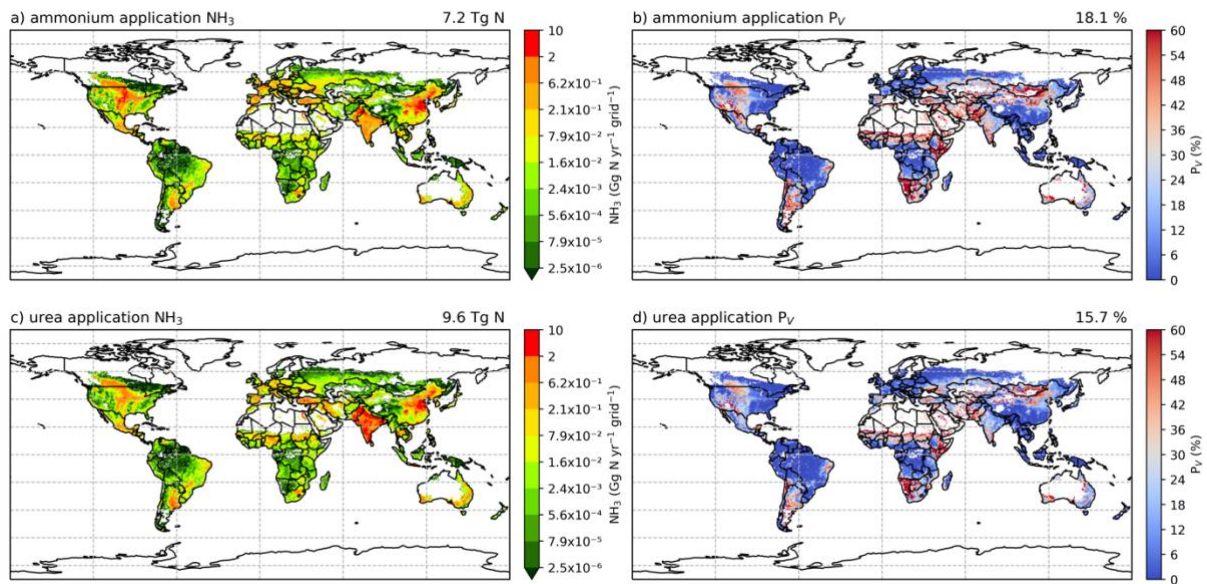 a) ammonium application NH₃ 7.2 Tg N
10
2
6.2x10⁻¹
2.1x10⁻¹
7.9x10⁻²
1.6x10⁻²
2.4x10⁻³
5.6x10⁻⁴
7.9x10⁻⁵
2.5x10⁻⁶
NH₃ (Gg N yr⁻¹ grid⁻¹)
b) ammonium application Pᵥ 18.1 %
60
54
48
42
36
30
24
18
12
6
0
Pᵥ (%)
c) urea application NH₃ 9.6 Tg N
10
2
6.2x10⁻¹
2.1x10⁻¹
7.9x10⁻²
1.6x10⁻²
2.4x10⁻³
5.6x10⁻⁴
7.9x10⁻⁵
2.5x10⁻⁶
NH₃ (Gg N yr⁻¹ grid⁻¹)
d) urea application Pᵥ 15.7 %
60
54
48
42
36
30
24
18
12
6
0
Pᵥ (%)